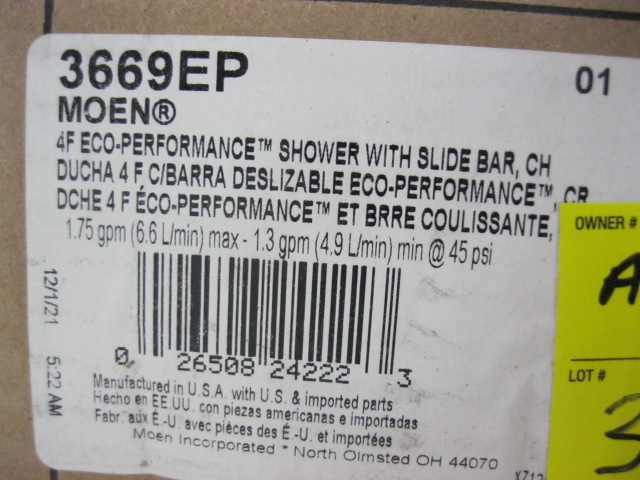 3669EP 01
MOEN®
4F ECO-PERFORMANCE™ SHOWER WITH SLIDE BAR, CH
DUCHA 4 F C/BARRA DESLIZABLE ECO-PERFORMANCE™, CR
DCHE 4 F ÉCO-PERFORMANCE™ ET BRRE COULISSANTE,
1.75 gpm (6.6 L/min) max - 1.3 gpm (4.9 L/min) min @ 45 psi
12/1/21 5:22 AM
0 26508 24222 3
Manufactured in U.S.A. with U.S. & imported parts
Hecho en EE.UU. con piezas americanas e importadas
Fabr. aux É.-U. avec pièces des É.-U. et importées
Moen Incorporated * North Olmsted OH 44070
OWNER #
A
LOT #
3